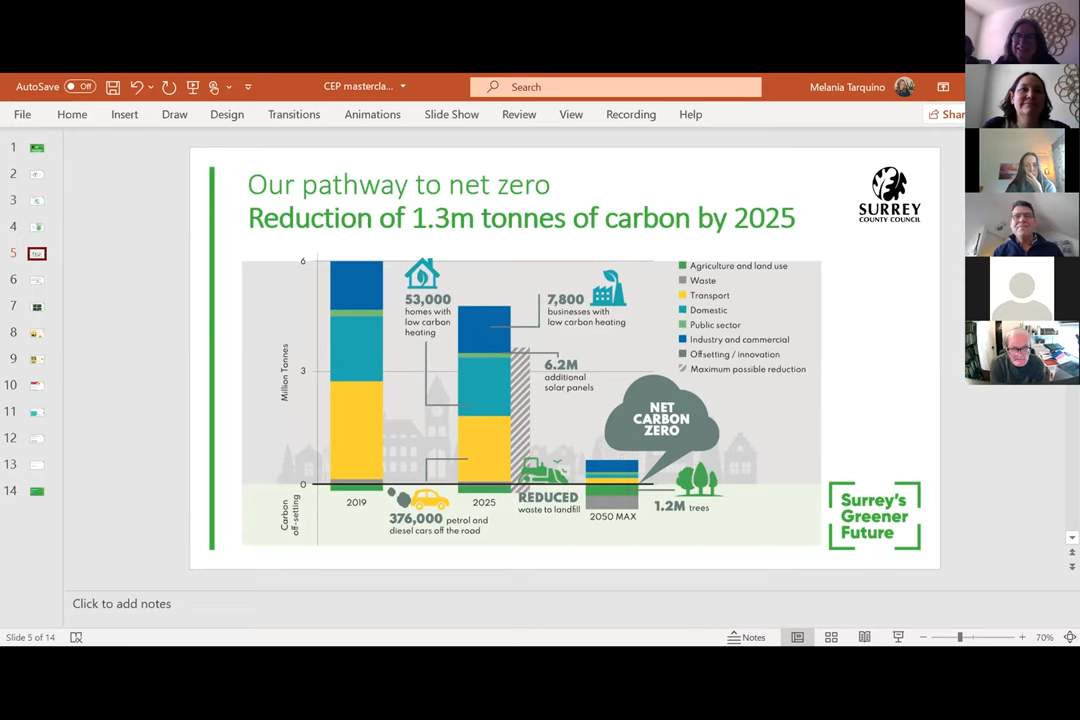 AutoSave Off
CEP mastercla...
Search
Melania Tarquino
File Home Insert Draw Design Transitions Animations Slide Show Review View Recording Help
Shar
1
2
3
4
5
6
7
8
9
10
11
12
13
14
Our pathway to net zero
Reduction of 1.3m tonnes of carbon by 2025
SURREY
COUNTY COUNCIL
6
3
0
Million Tonnes
Carbon
off-setting
53,000
homes with
low carbon
heating
7,800
businesses with
low carbon heating
6.2M
additional
solar panels
Agriculture and land use
Waste
Transport
Domestic
Public sector
Industry and commercial
Offsetting / innovation
Maximum possible reduction
NET
CARBON
ZERO
2019
2025
2050 MAX
376,000 petrol and
diesel cars off the road
REDUCED
waste to landfill
1.2M trees
Surrey's
Greener
Future
Click to add notes
Slide 5 of 14
Notes
70%